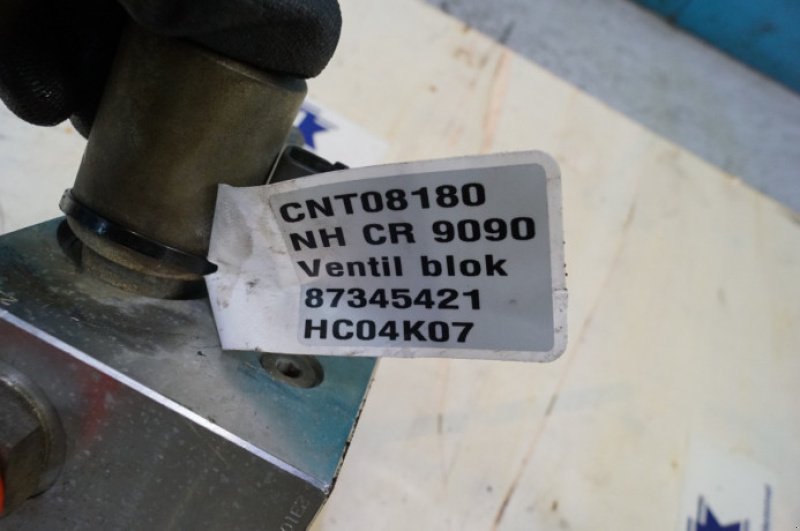 CNT08180
NH CR 9090
Ventil blok
87345421
HC04K07